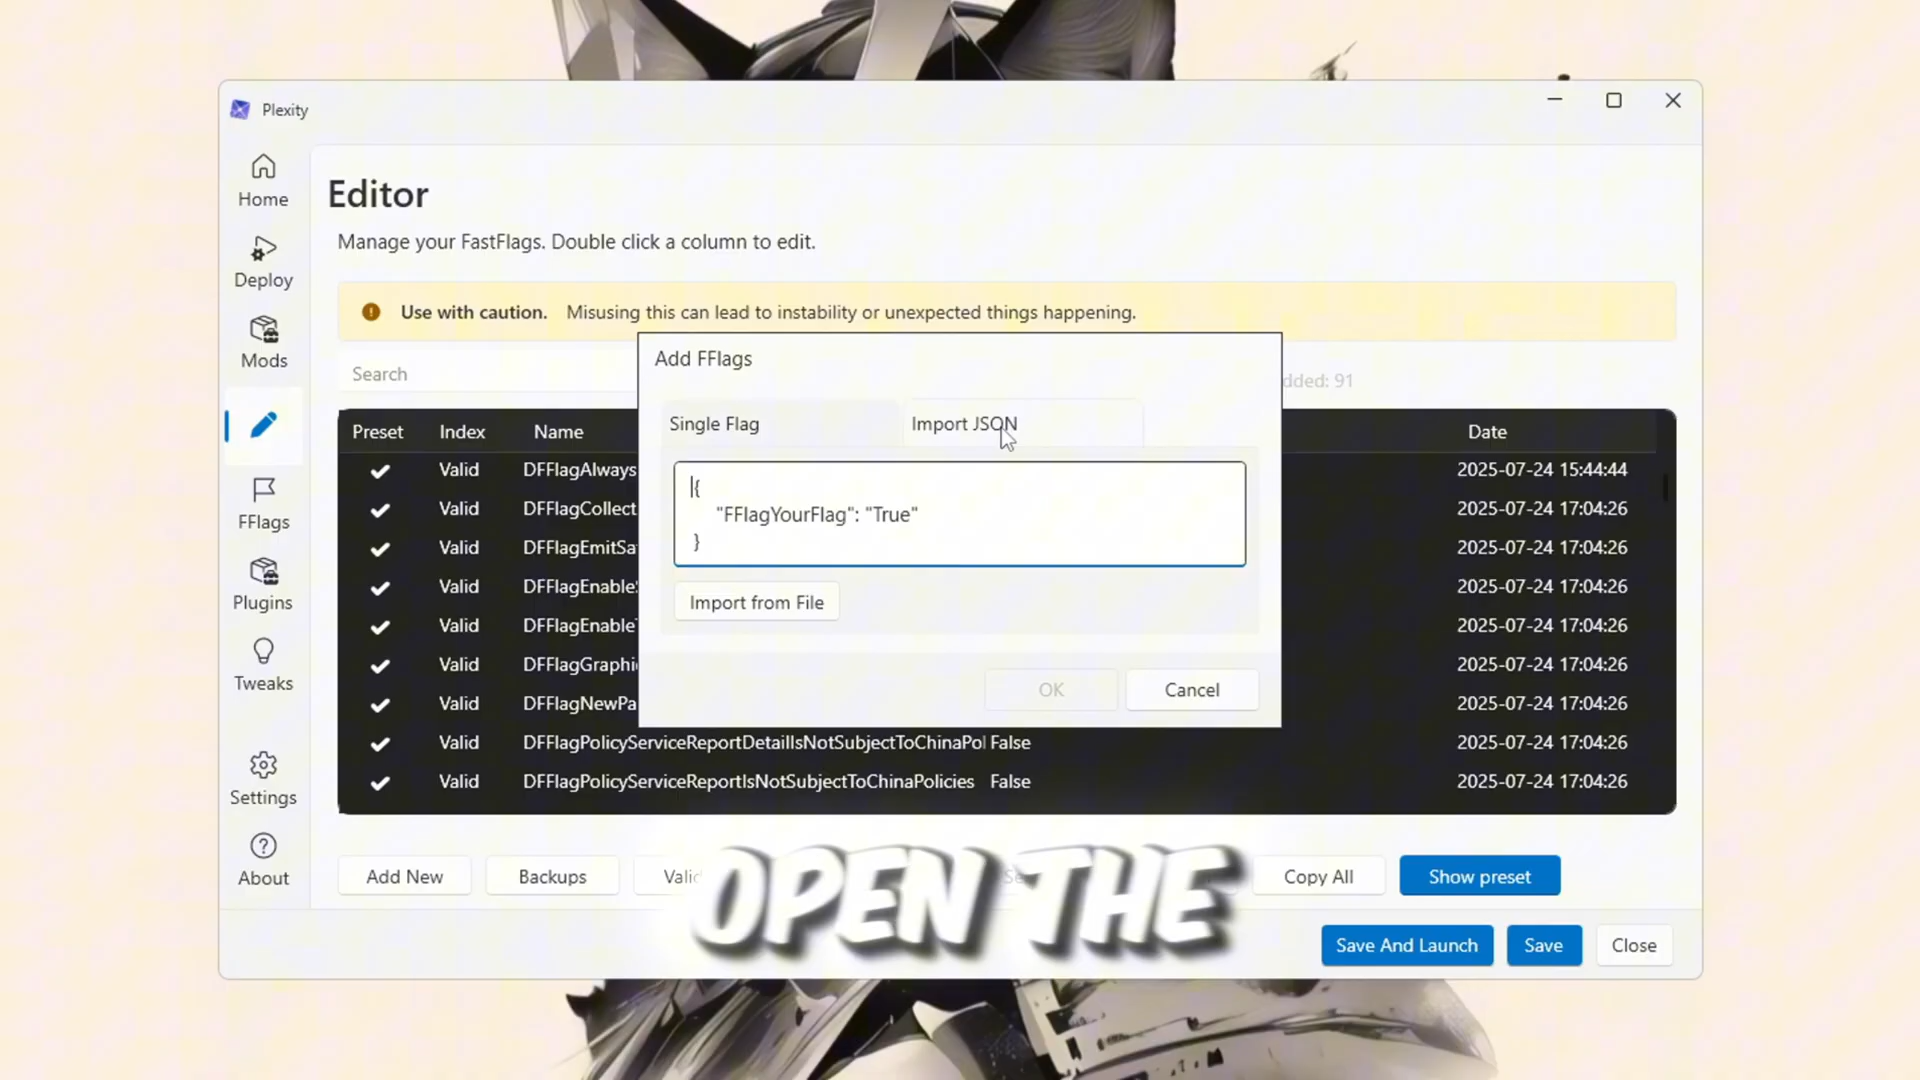 Plexity
Home
Deploy
Mods
FFlags
Plugins
Tweaks
Settings
About
Editor
Manage your FastFlags. Double click a column to edit.
Use with caution. Misusing this can lead to instability or unexpected things happening.
Search
dded: 91
Preset Index Name Date
Valid DFFlagAlways 2025-07-24 15:44:44
Valid DFFlagCollect 2025-07-24 17:04:26
Valid DFFlagEmitSa 2025-07-24 17:04:26
Valid DFFlagEnable 2025-07-24 17:04:26
Valid DFFlagEnable 2025-07-24 17:04:26
Valid DFFlagGraphi 2025-07-24 17:04:26
Valid DFFlagNewPa 2025-07-24 17:04:26
Valid DFFlagPolicyServiceReportDetaillsNotSubjectToChinaPol False 2025-07-24 17:04:26
Valid DFFlagPolicyServiceReportIsNotSubjectToChinaPolicies False 2025-07-24 17:04:26
Add FFlags
Single Flag Import JSON
{
"FFlagYourFlag": "True"
}
Import from File
OK Cancel
Add New Backups Valid Copy All Show preset
OPEN THE
Save And Launch Save Close